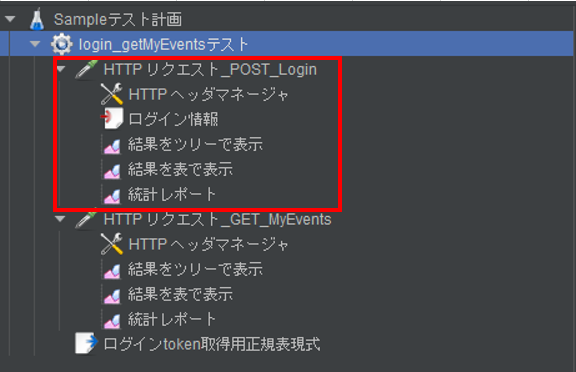 Sampleテスト計画
login_getMyEventsテスト
HTTP リクエスト_POST_Login
HTTP ヘッダマネージャ
ログイン情報
結果をツリーで表示
結果を表で表示
統計レポート
HTTP リクエスト_GET_MyEvents
HTTP ヘッダマネージャ
結果をツリーで表示
結果を表で表示
統計レポート
ログインtoken取得用正規表現式